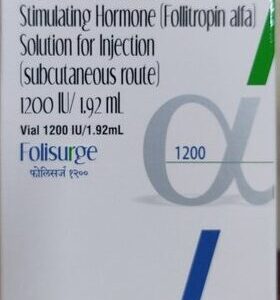 Stimulating Hormone (Follitropin alfa)
Solution for Injection
(subcutaneous route)
1200 IU/ 1.92 mL
Vial 1200 IU/1.92mL
Folisurge
फोलिसर्ज १२००
α
1200